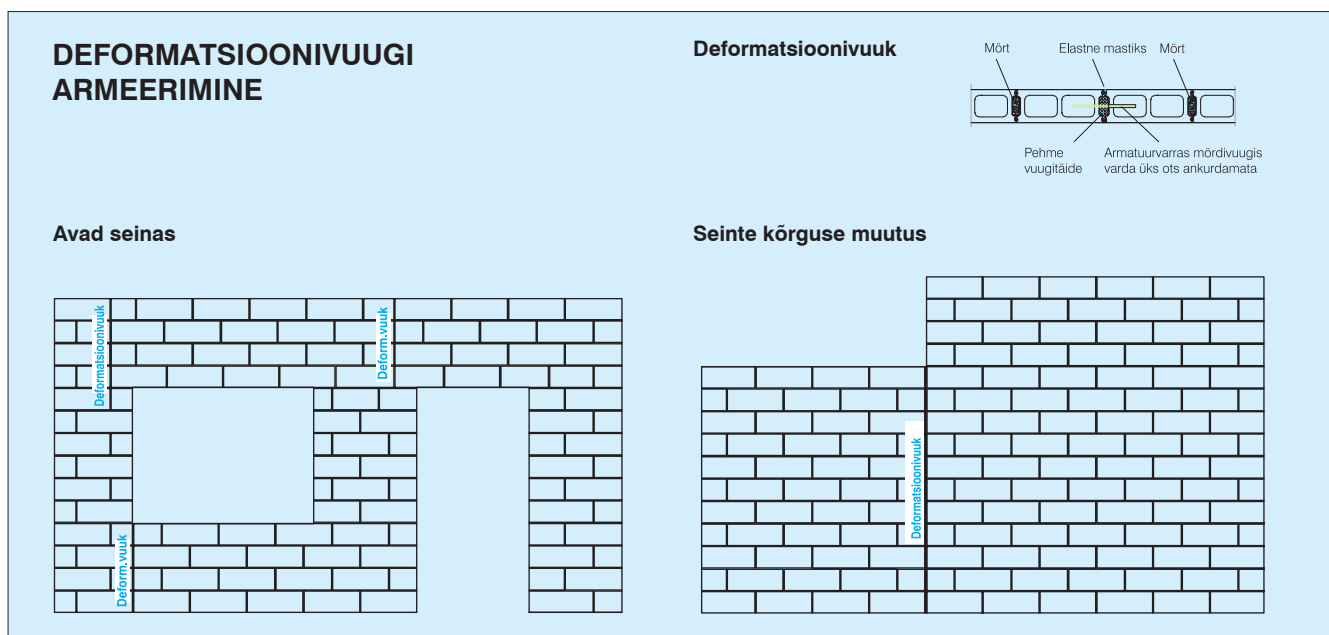 DEFORMATSIOONIVUUGI
ARMEERIMINE
Deformatsioonivuuk
Mört
Elastne mastiks
Mört
Pehme
vuugitäide
Armatuurvarras mördivuugis
varda üks ots ankurdamata
Avad seinas
Deformatsioonivuuk
Deform.vuuk
Deform.vuuk
Seinte kõrguse muutus
Deformatsioonivuuk